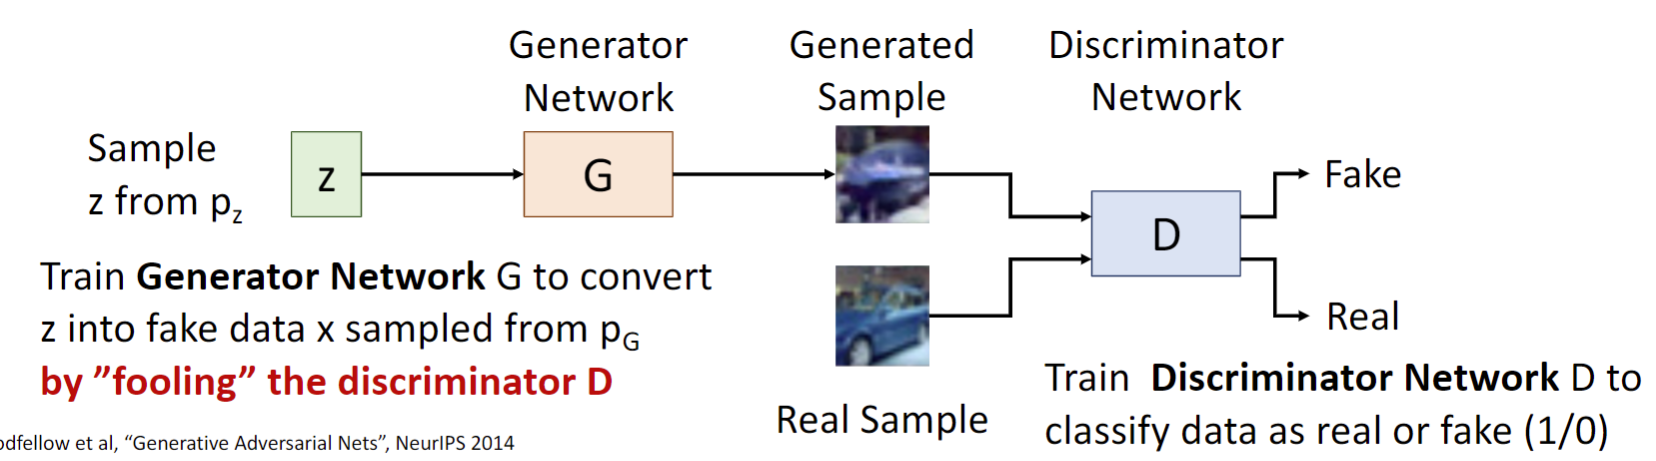 Generator
Network
Generated
Sample
Discriminator
Network
Sample
z from pz
z
G
D
Fake
Real
Train Generator Network G to convert
z into fake data x sampled from pG
by ”fooling” the discriminator D
Real Sample
Train Discriminator Network D to
classify data as real or fake (1/0)
odfellow et al, “Generative Adversarial Nets”, NeurIPS 2014